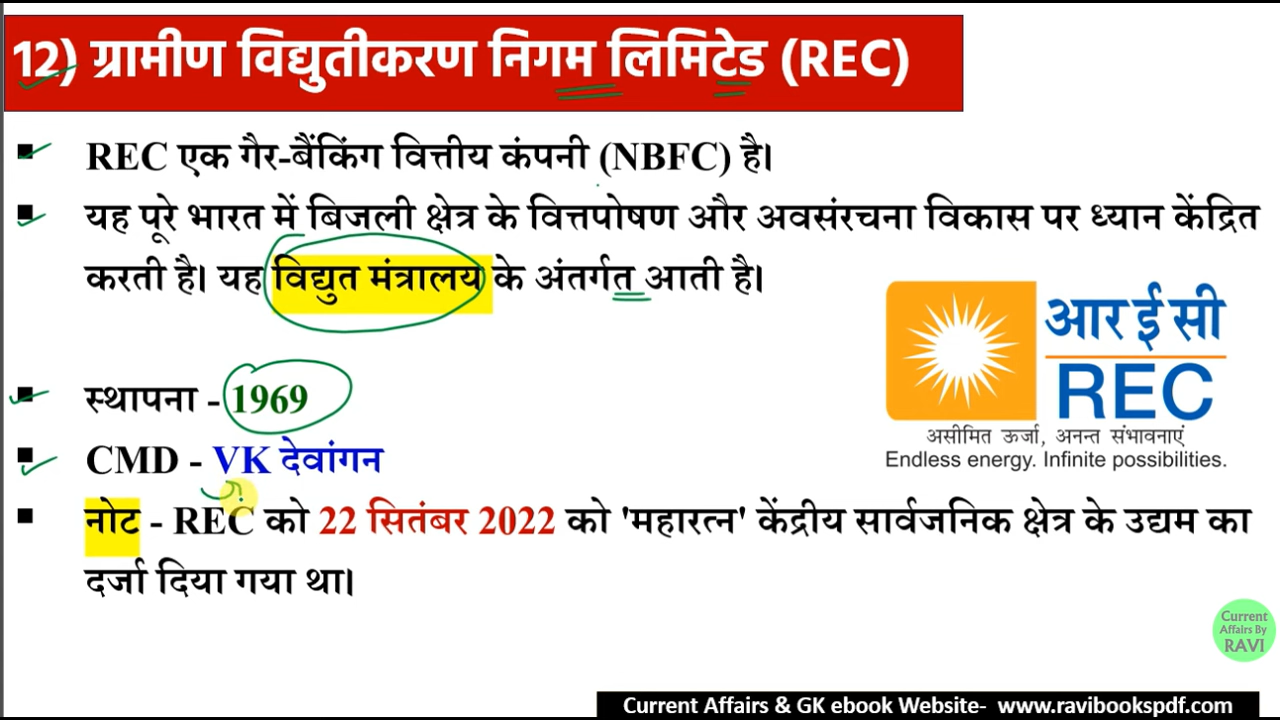 12) ग्रामीण विद्युतीकरण निगम लिमिटेड (REC)
■ REC एक गैर-बैंकिंग वित्तीय कंपनी (NBFC) है।
■ यह पूरे भारत में बिजली क्षेत्र के वित्तपोषण और अवसंरचना विकास पर ध्यान केंद्रित
करती है। यह विद्युत मंत्रालय के अंतर्गत आती है।
आर ई सी
REC
असीमित ऊर्जा, अनन्त संभावनाएं
Endless energy. Infinite possibilities.
■ स्थापना - 1969
■ CMD - VK देवांगन
■ नोट - REC को 22 सितंबर 2022 को 'महारत्न' केंद्रीय सार्वजनिक क्षेत्र के उद्यम का
दर्जा दिया गया था।
Current
Affairs By
RAVI
Current Affairs & GK ebook Website- www.ravibookspdf.com